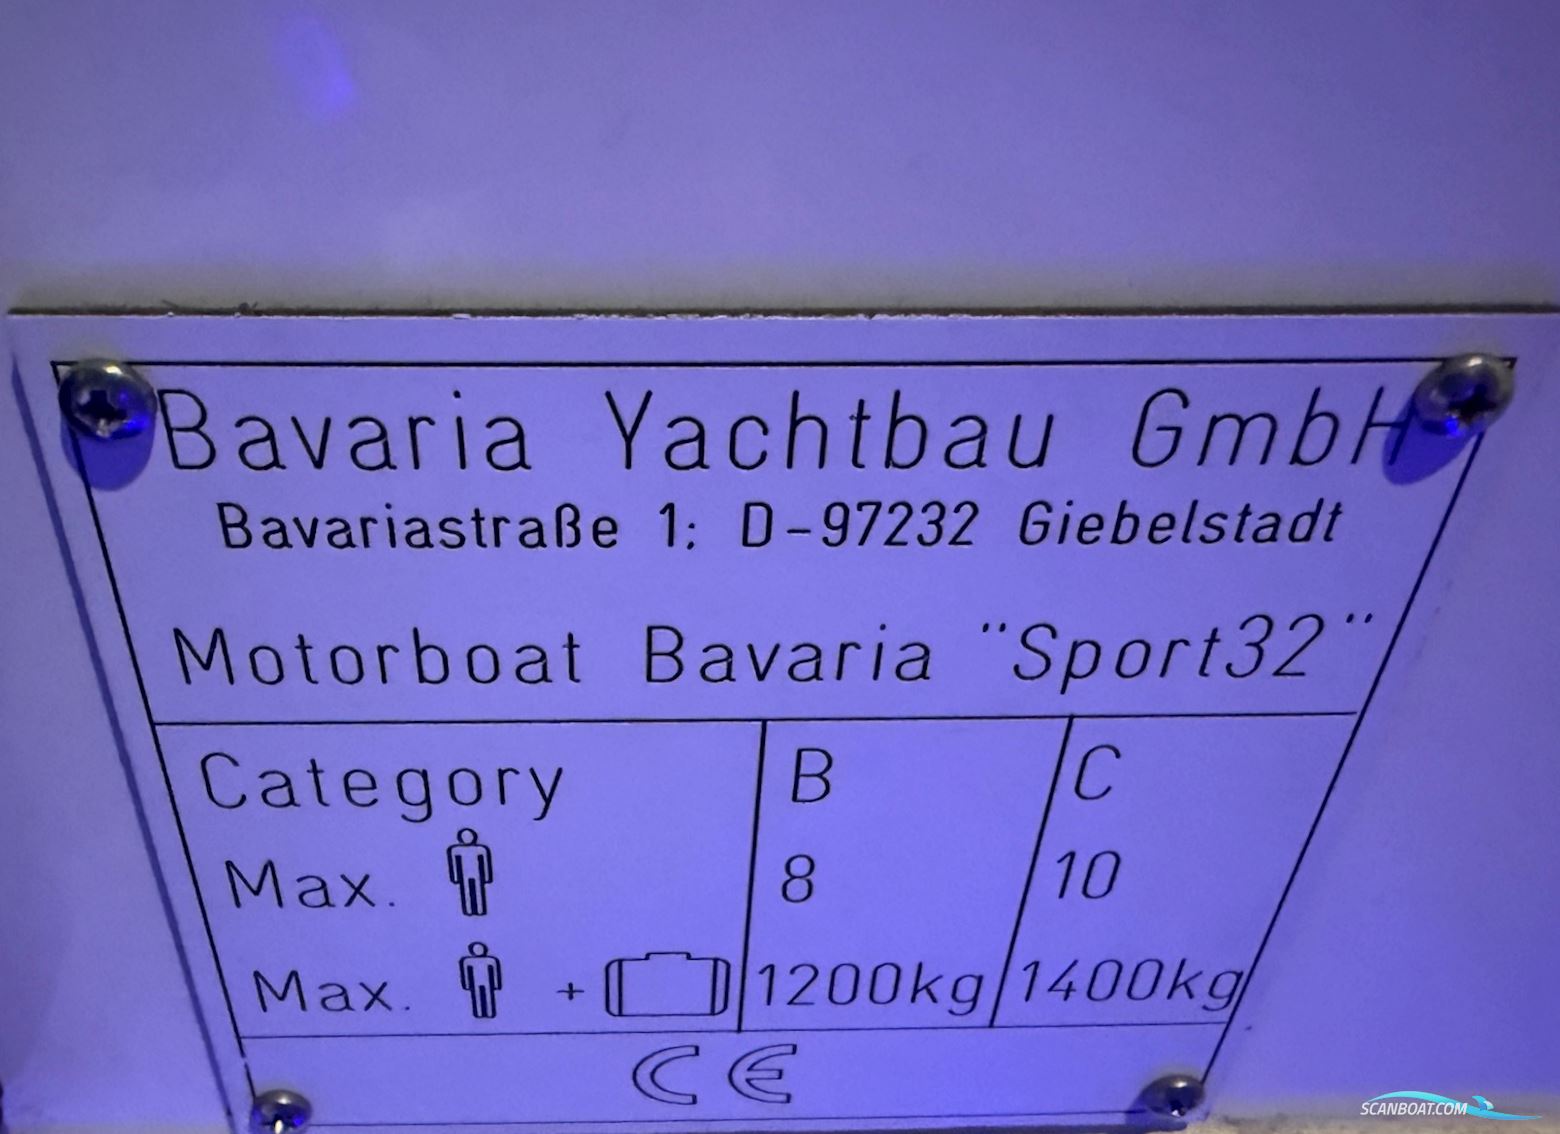 Bavaria Yachtbau GmbH
Bavariastraße 1; D-97232 Giebelstadt
Motorboat Bavaria "Sport32"
Category B C
Max. 8 10
Max. + 1200kg 1400kg
CE
SCANBOAT.COM